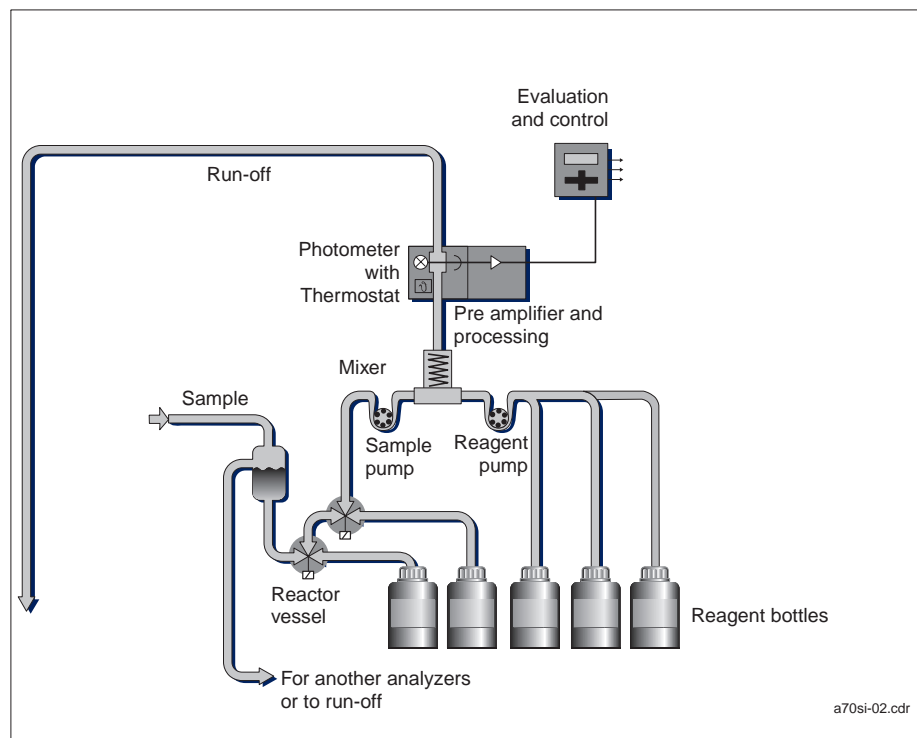 Evaluation
and control
Run-off
Photometer
with
Thermostat
Pre amplifier and
processing
Mixer
Sample
Sample
pump
Reagent
pump
Reactor
vessel
Reagent bottles
For another analyzers
or to run-off
a70si-02.cdr